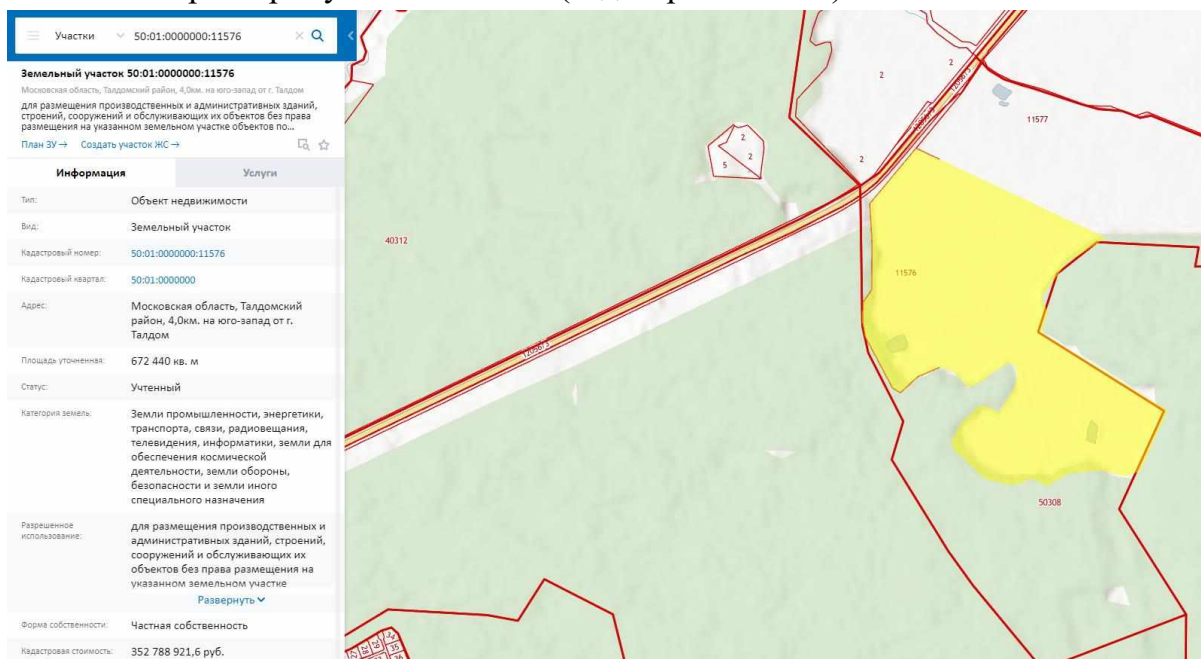 Участки 50:01:0000000:11576
Земельный участок 50:01:0000000:11576
Московская область, Талдомский район, 4,0км. на юго-запад от г. Талдом
для размещения производственных и административных зданий,
строений, сооружений и обслуживающих их объектов без права
размещения на указанном земельном участке объектов по...
План ЗУ → Создать участок ЖС →
Информация Услуги
Тип: Объект недвижимости
Вид: Земельный участок
Кадастровый номер: 50:01:0000000:11576
Кадастровый квартал: 50:01:0000000
Адрес: Московская область, Талдомский
район, 4,0км. на юго-запад от г.
Талдом
Площадь уточненная: 672 440 кв. м
Статус: Учтенный
Категория земель: Земли промышленности, энергетики,
транспорта, связи, радиовещания,
телевидения, информатики, земли для
обеспечения космической
деятельности, земли обороны,
безопасности и земли иного
специального назначения
Разрешенное
использование: для размещения производственных и
административных зданий, строений,
сооружений и обслуживающих их
объектов без права размещения на
указанном земельном участке
Развернуть
Форма собственности: Частная собственность
Кадастровая стоимость: 352 788 921,6 руб.
2
2
11577
2
5 2
2
40312
11576
50308
34
35
36